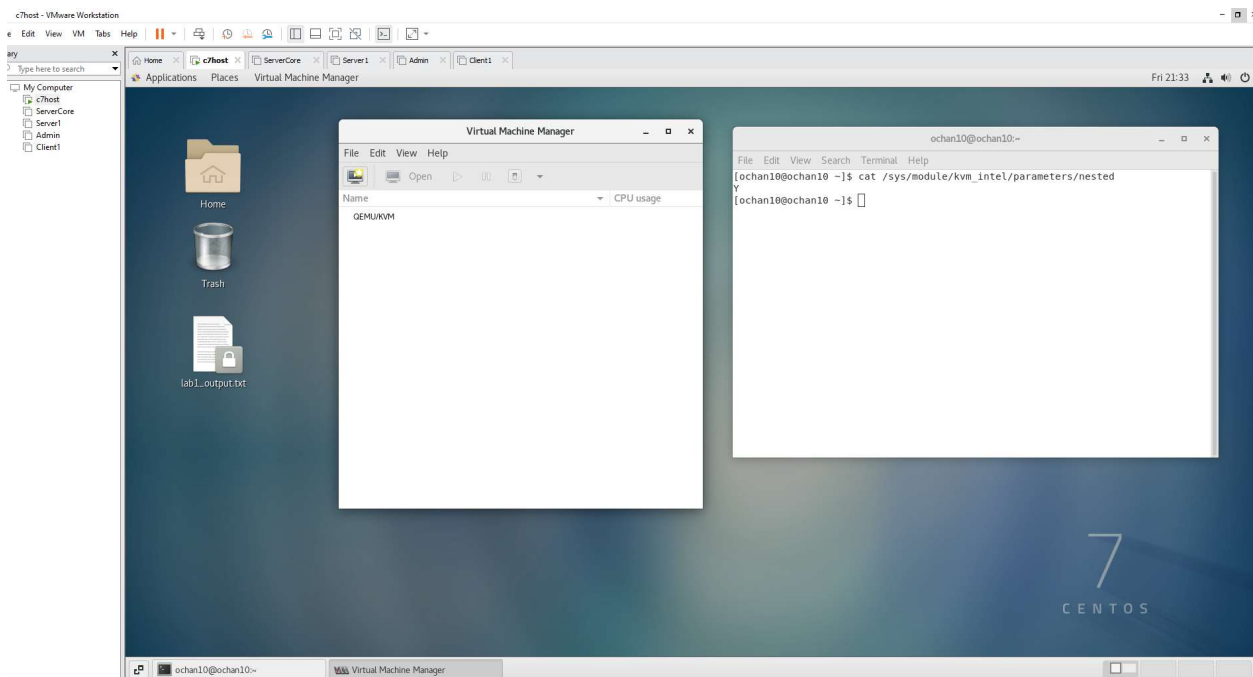 c7host - VMware Workstation
e Edit View VM Tabs Help
ary
Type here to search
My Computer
c7host
ServerCore
Server1
Admin
Client1
Home c7host ServerCore Server1 Admin Client1
Applications Places Virtual Machine Manager Fri 21:33
Home
Trash
lab1_output.txt
Virtual Machine Manager
File Edit View Help
Open
Name CPU usage
QEMU/KVM
ochan10@ochan10:~
File Edit View Search Terminal Help
[ochan10@ochan10 ~]$ cat /sys/module/kvm_intel/parameters/nested
Y
[ochan10@ochan10 ~]$
7
CENTOS
ochan10@ochan10:~ Virtual Machine Manager